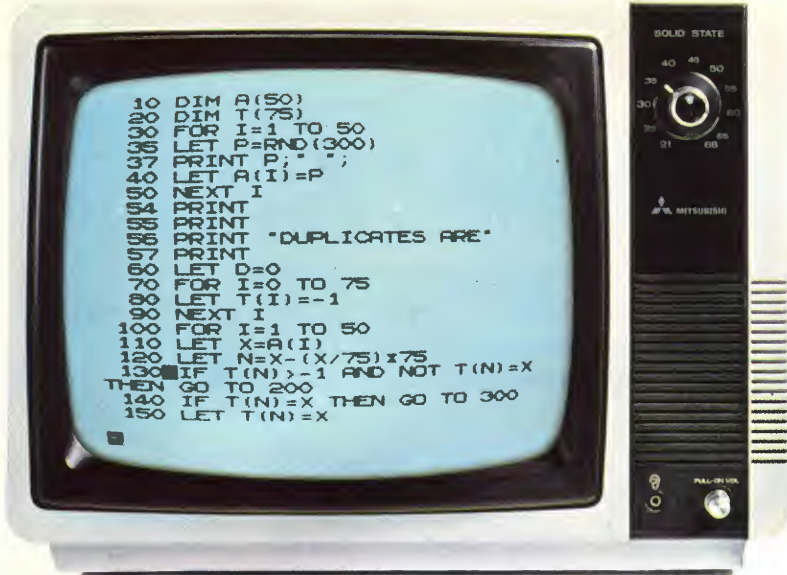 10 DIM A(50)
20 DIM T(75)
30 FOR I=1 TO 50
35 LET P=RND(300)
37 PRINT P;" ";
40 LET A(I)=P
50 NEXT I
54 PRINT
55 PRINT
56 PRINT "DUPLICATES ARE"
57 PRINT
60 LET D=0
70 FOR I=0 TO 75
80 LET T(I)=-1
90 NEXT I
100 FOR I=1 TO 50
110 LET X=A(I)
120 LET N=X-(X/75)*75
130 IF T(N)>-1 AND NOT T(N)=X
THEN GO TO 200
140 IF T(N)=X THEN GO TO 300
150 LET T(N)=X
SOLID STATE
21 25 30 35 40 45 50 55 60 65 68
MITSUBISHI
PULL-ON VOL